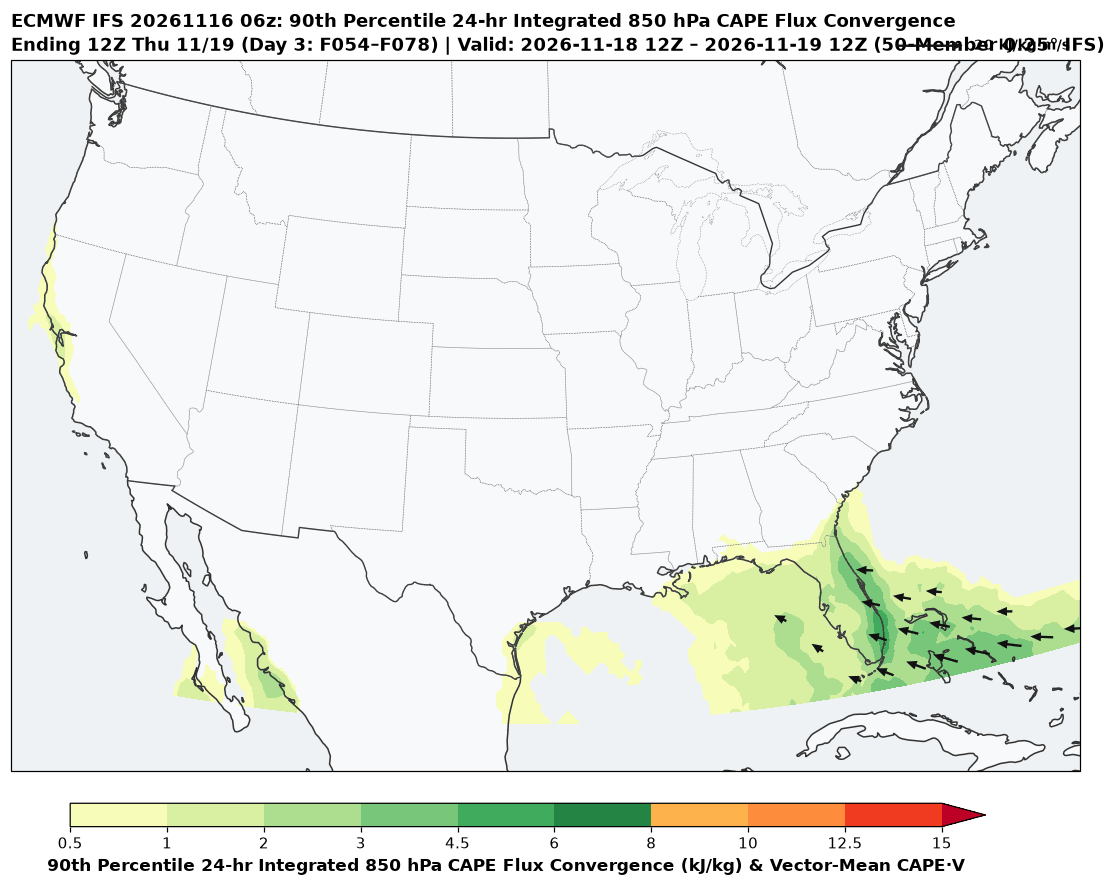 ECMWF IFS 20261116 06z: 90th Percentile 24-hr Integrated 850 hPa CAPE Flux Convergence
Ending 12Z Thu 11/19 (Day 3: F054–F078) | Valid: 2026-11-18 12Z – 2026-11-19 12Z (50-Member 0.25° IFS)
0.5 1 2 3 4.5 6 8 10 12.5 15
90th Percentile 24-hr Integrated 850 hPa CAPE Flux Convergence (kJ/kg) & Vector-Mean CAPE·V